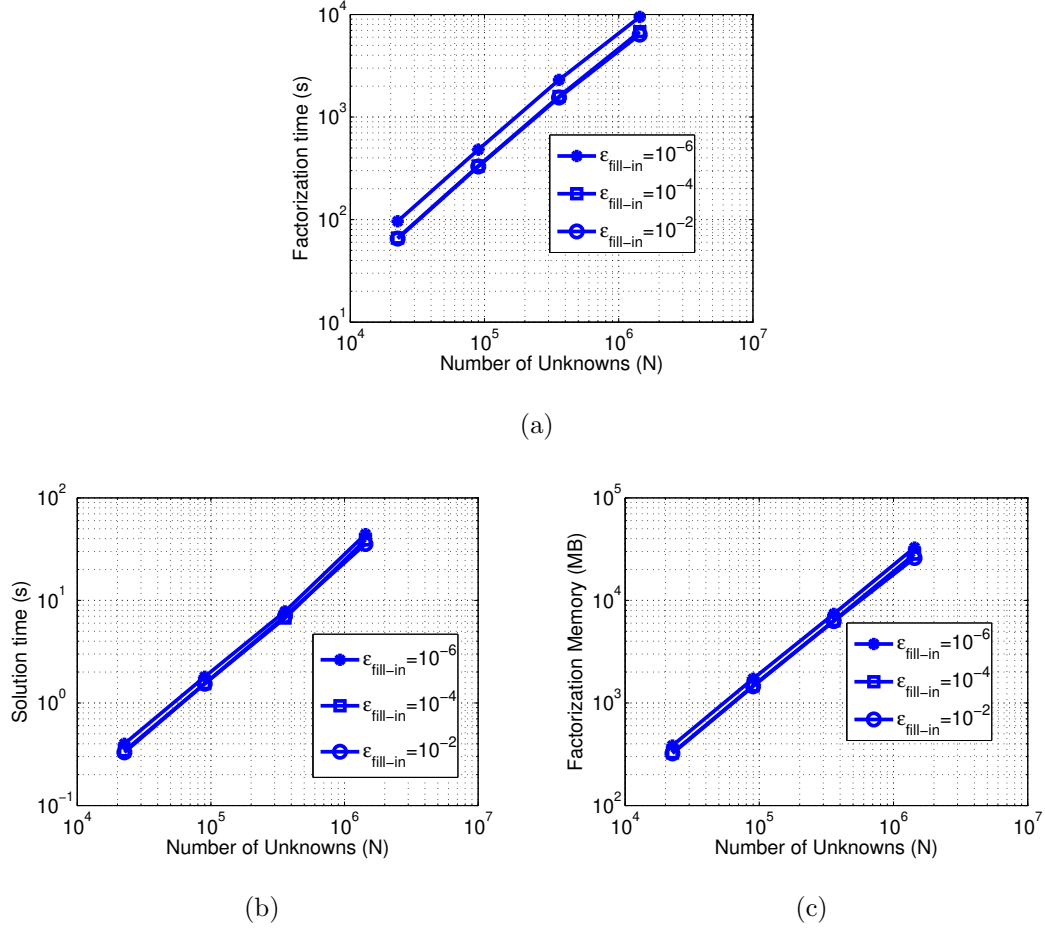 10^4
10^3
10^2
10^1
Factorization time (s)
ε_fill−in=10^−6
ε_fill−in=10^−4
ε_fill−in=10^−2
10^4 10^5 10^6 10^7
Number of Unknowns (N)
(a)
10^2
10^1
10^0
10^−1
Solution time (s)
ε_fill−in=10^−6
ε_fill−in=10^−4
ε_fill−in=10^−2
10^4 10^5 10^6 10^7
Number of Unknowns (N)
(b)
10^5
10^4
10^3
10^2
Factorization Memory (MB)
ε_fill−in=10^−6
ε_fill−in=10^−4
ε_fill−in=10^−2
10^4 10^5 10^6 10^7
Number of Unknowns (N)
(c)